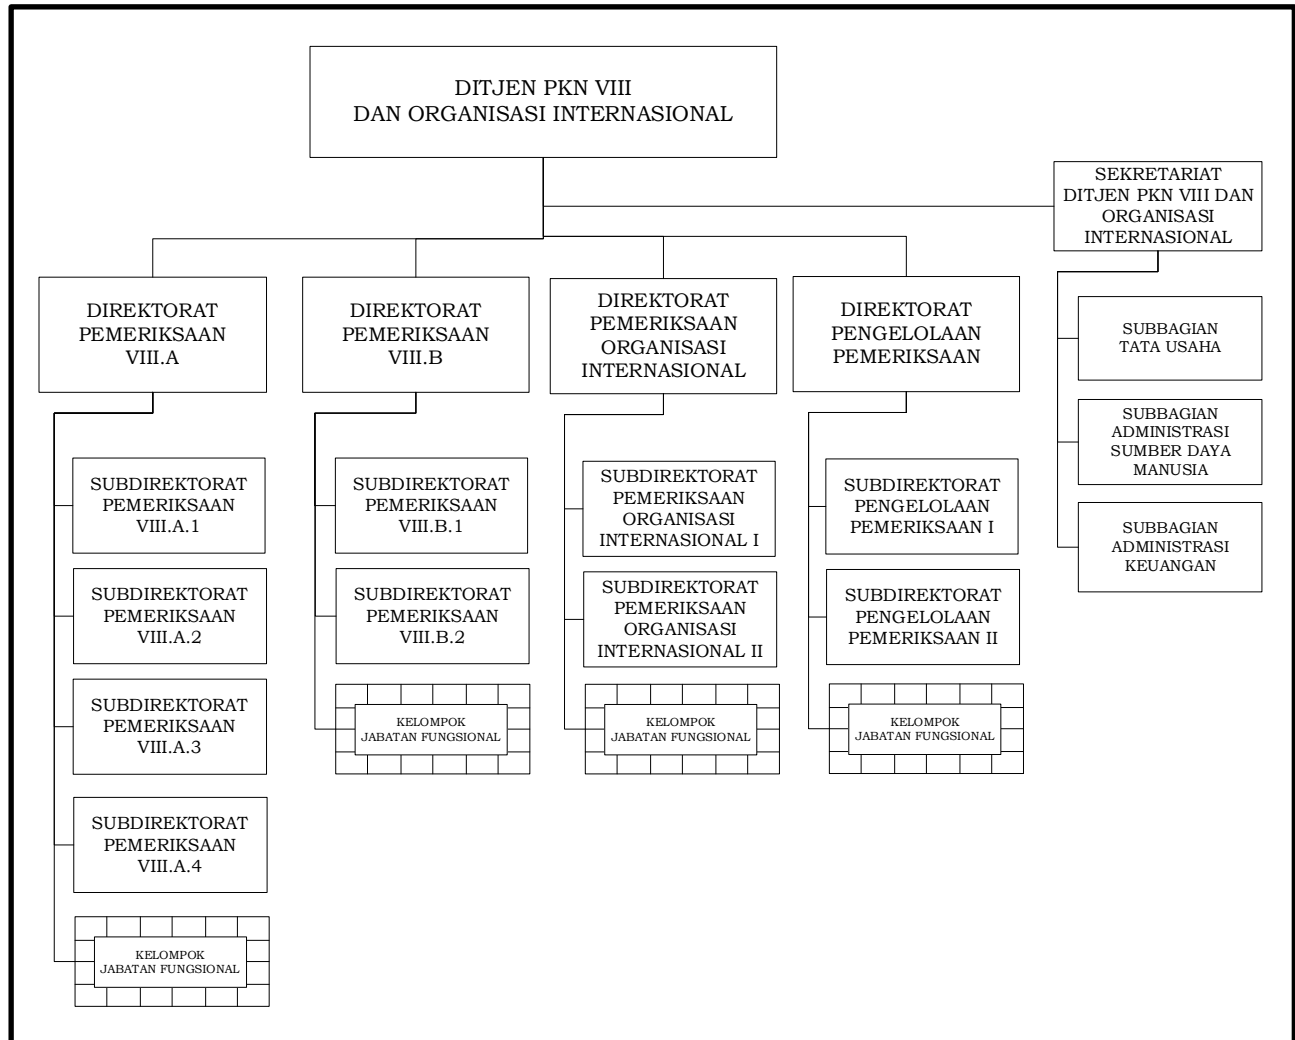 DITJEN PKN VIII
DAN ORGANISASI INTERNASIONAL
SEKRETARIAT
DITJEN PKN VIII DAN
ORGANISASI
INTERNASIONAL
DIREKTORAT
PEMERIKSAAN
VIII.A
DIREKTORAT
PEMERIKSAAN
VIII.B
DIREKTORAT
PEMERIKSAAN
ORGANISASI
INTERNASIONAL
DIREKTORAT
PENGELOLAAN
PEMERIKSAAN
SUBBAGIAN
TATA USAHA
SUBBAGIAN
ADMINISTRASI
SUMBER DAYA
MANUSIA
SUBBAGIAN
ADMINISTRASI
KEUANGAN
SUBDIREKTORAT
PEMERIKSAAN
VIII.A.1
SUBDIREKTORAT
PEMERIKSAAN
VIII.A.2
SUBDIREKTORAT
PEMERIKSAAN
VIII.A.3
SUBDIREKTORAT
PEMERIKSAAN
VIII.A.4
KELOMPOK
JABATAN FUNGSIONAL
SUBDIREKTORAT
PEMERIKSAAN
VIII.B.1
SUBDIREKTORAT
PEMERIKSAAN
VIII.B.2
KELOMPOK
JABATAN FUNGSIONAL
SUBDIREKTORAT
PEMERIKSAAN
ORGANISASI
INTERNASIONAL I
SUBDIREKTORAT
PEMERIKSAAN
ORGANISASI
INTERNASIONAL II
KELOMPOK
JABATAN FUNGSIONAL
SUBDIREKTORAT
PENGELOLAAN
PEMERIKSAAN I
SUBDIREKTORAT
PENGELOLAAN
PEMERIKSAAN II
KELOMPOK
JABATAN FUNGSIONAL